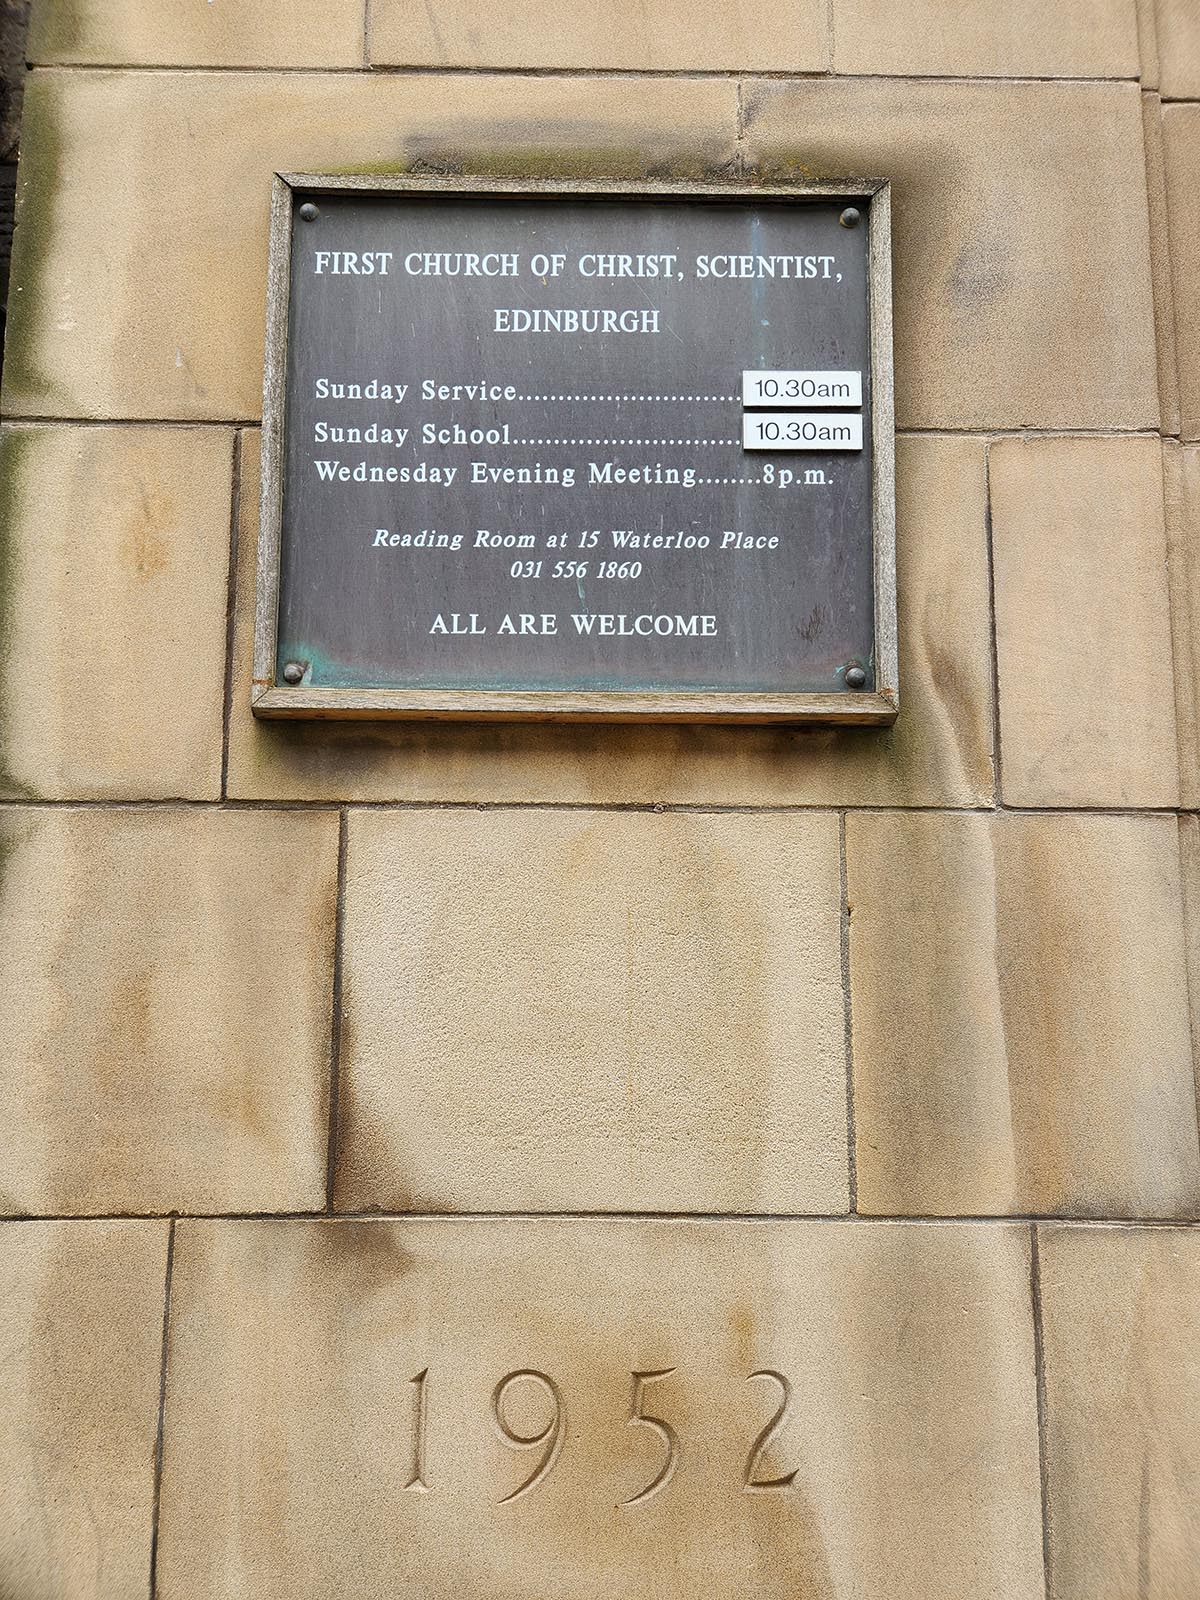 FIRST CHURCH OF CHRIST, SCIENTIST,
EDINBURGH
Sunday Service............................10.30am
Sunday School............................10.30am
Wednesday Evening Meeting........8p.m.
Reading Room at 15 Waterloo Place
031 556 1860
ALL ARE WELCOME
1952